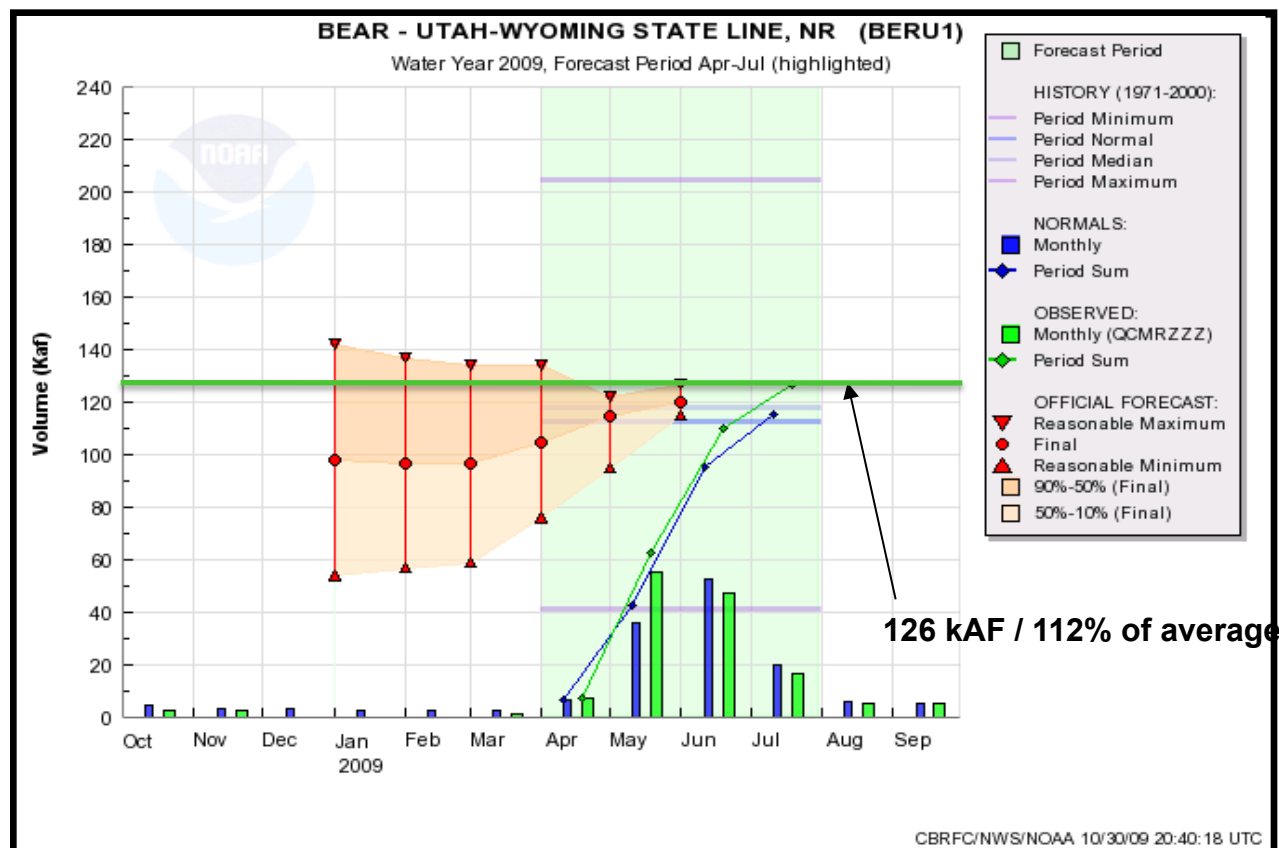 BEAR - UTAH-WYOMING STATE LINE, NR (BERU1)
Water Year 2009, Forecast Period Apr-Jul (highlighted)
NOAA
Volume (Kaf)
240
220
200
180
160
140
120
100
80
60
40
20
0
Oct Nov Dec Jan Feb Mar Apr May Jun Jul Aug Sep
2009
126 kAF / 112% of average
Forecast Period
HISTORY (1971-2000):
Period Minimum
Period Normal
Period Median
Period Maximum
NORMALS:
Monthly
Period Sum
OBSERVED:
Monthly (QCMRZZZ)
Period Sum
OFFICIAL FORECAST:
Reasonable Maximum
Final
Reasonable Minimum
90%-50% (Final)
50%-10% (Final)
CBRFC/NWS/NOAA 10/30/09 20:40:18 UTC